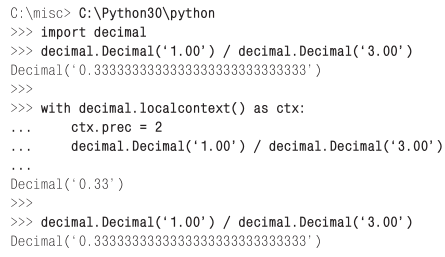 C:\misc> C:\Python30\python
>>> import decimal
>>> decimal.Decimal(‘1.00’) / decimal.Decimal(‘3.00’)
Decimal(‘0.3333333333333333333333333333’)
>>>
>>> with decimal.localcontext() as ctx:
...     ctx.prec = 2
...     decimal.Decimal(‘1.00’) / decimal.Decimal(‘3.00’)
...
Decimal(‘0.33’)
>>>
>>> decimal.Decimal(‘1.00’) / decimal.Decimal(‘3.00’)
Decimal(‘0.3333333333333333333333333333’)